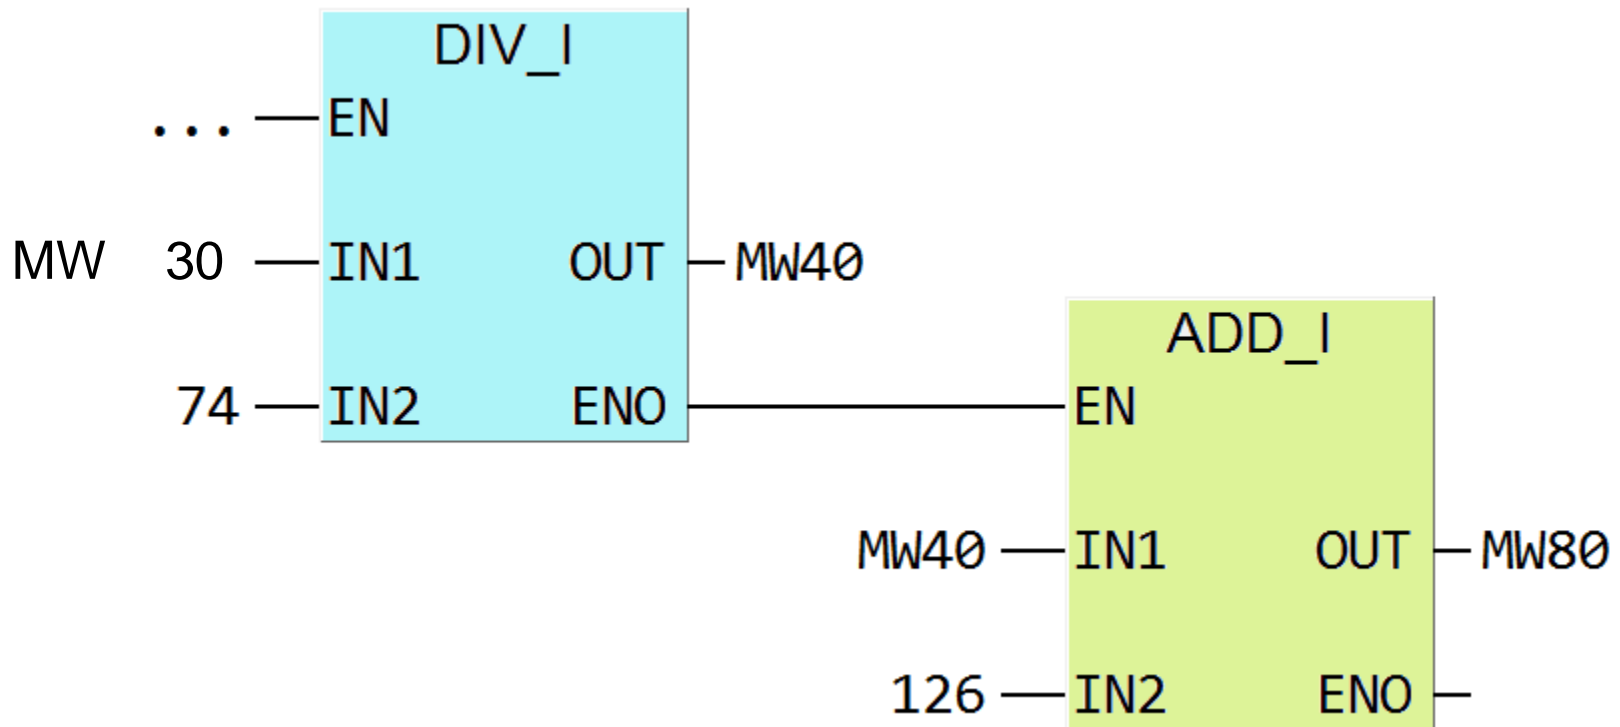 DIV_I
... EN
MW 30 IN1 OUT MW40
74 IN2 ENO
ADD_I
EN
MW40 IN1 OUT MW80
126 IN2 ENO